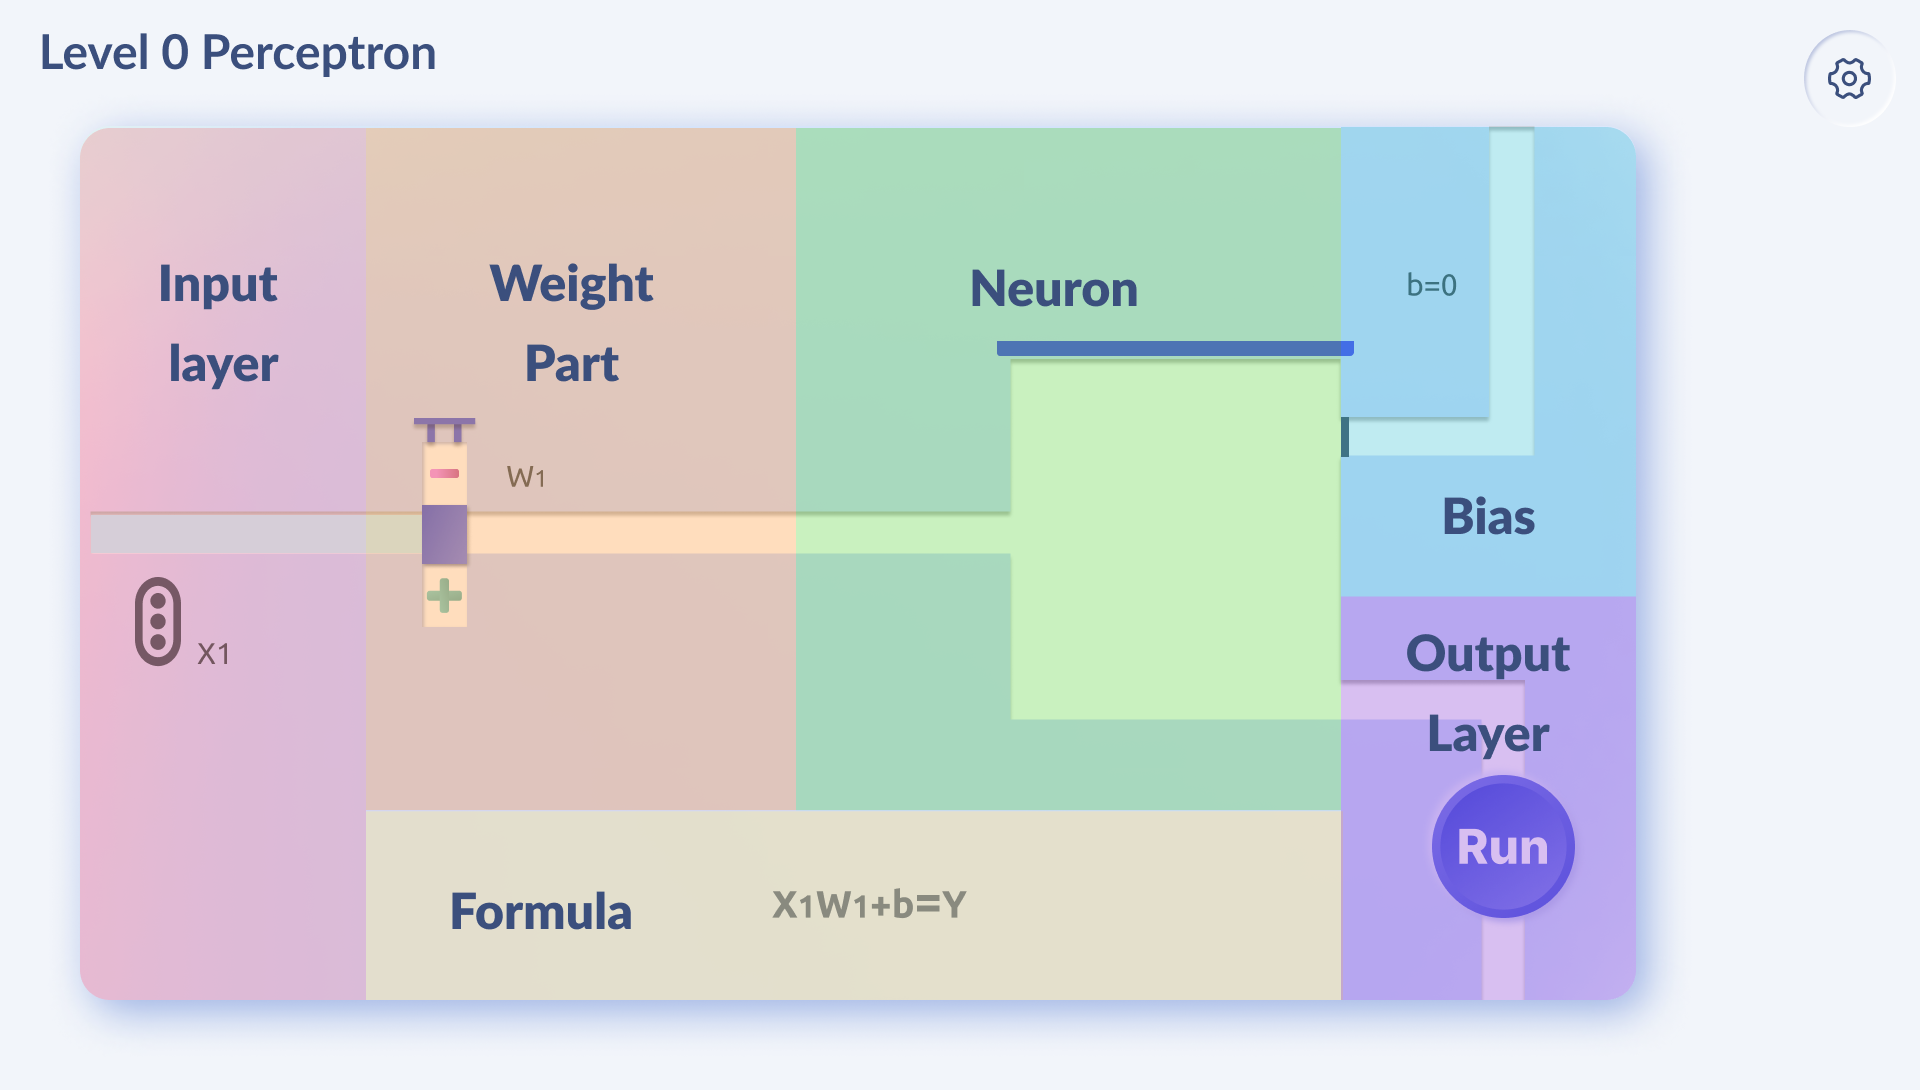 Level 0 Perceptron
Input
layer
Weight
Part
Neuron
b=0
W1
X1
Bias
Output
Layer
Run
Formula
X1W1+b=Y